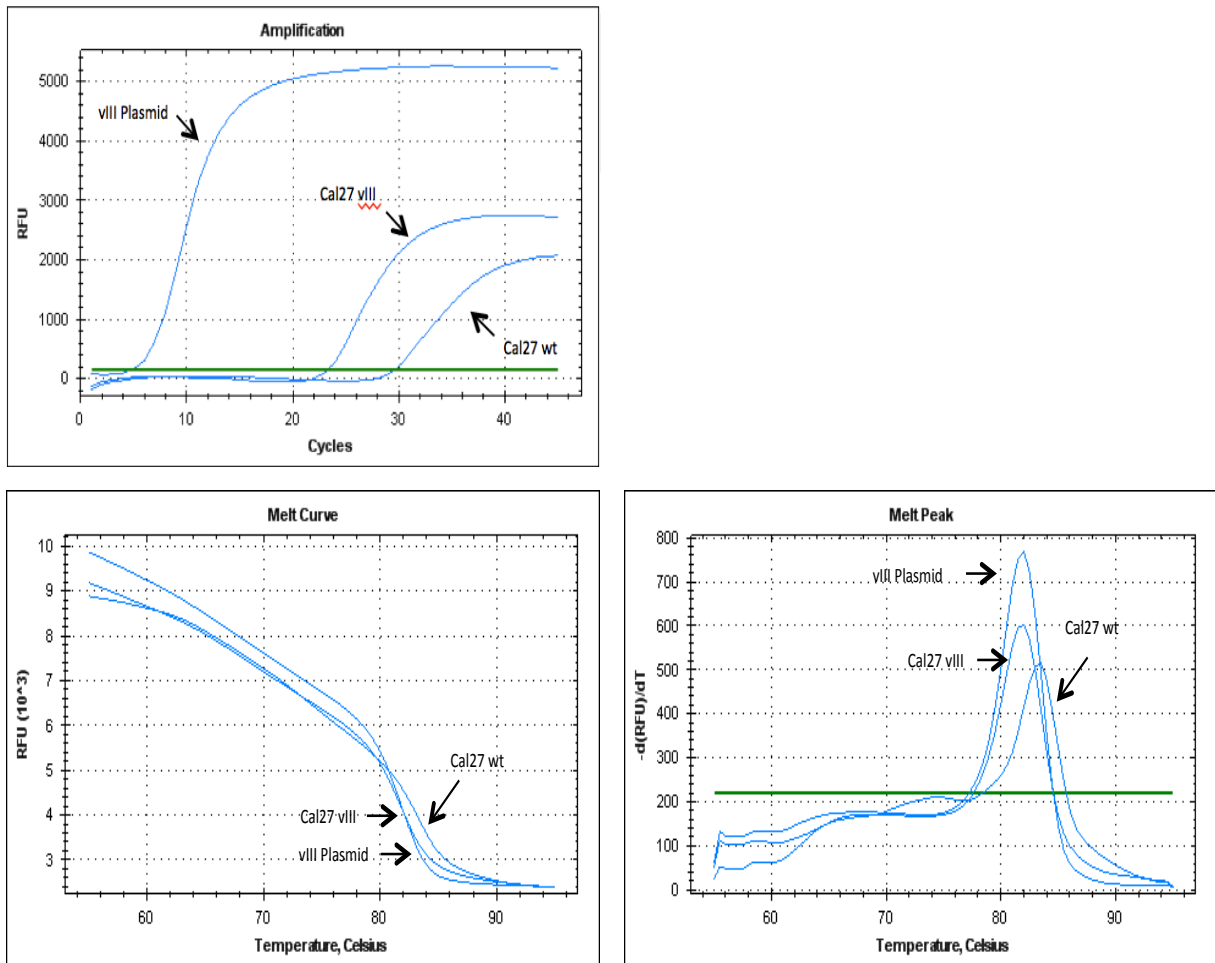 Amplification
5000
4000
3000
2000
1000
0
RFU
vIII Plasmid
Cal27 vIII
Cal27 wt
0 10 20 30 40
Cycles
Melt Curve
10
9
8
7
6
5
4
3
RFU (10^3)
Cal27 wt
Cal27 vIII
vIII Plasmid
60 70 80 90
Temperature, Celsius
Melt Peak
800
700
600
500
400
300
200
100
0
-d(RFU)/dT
vIII Plasmid
Cal27 wt
Cal27 vIII
60 70 80 90
Temperature, Celsius